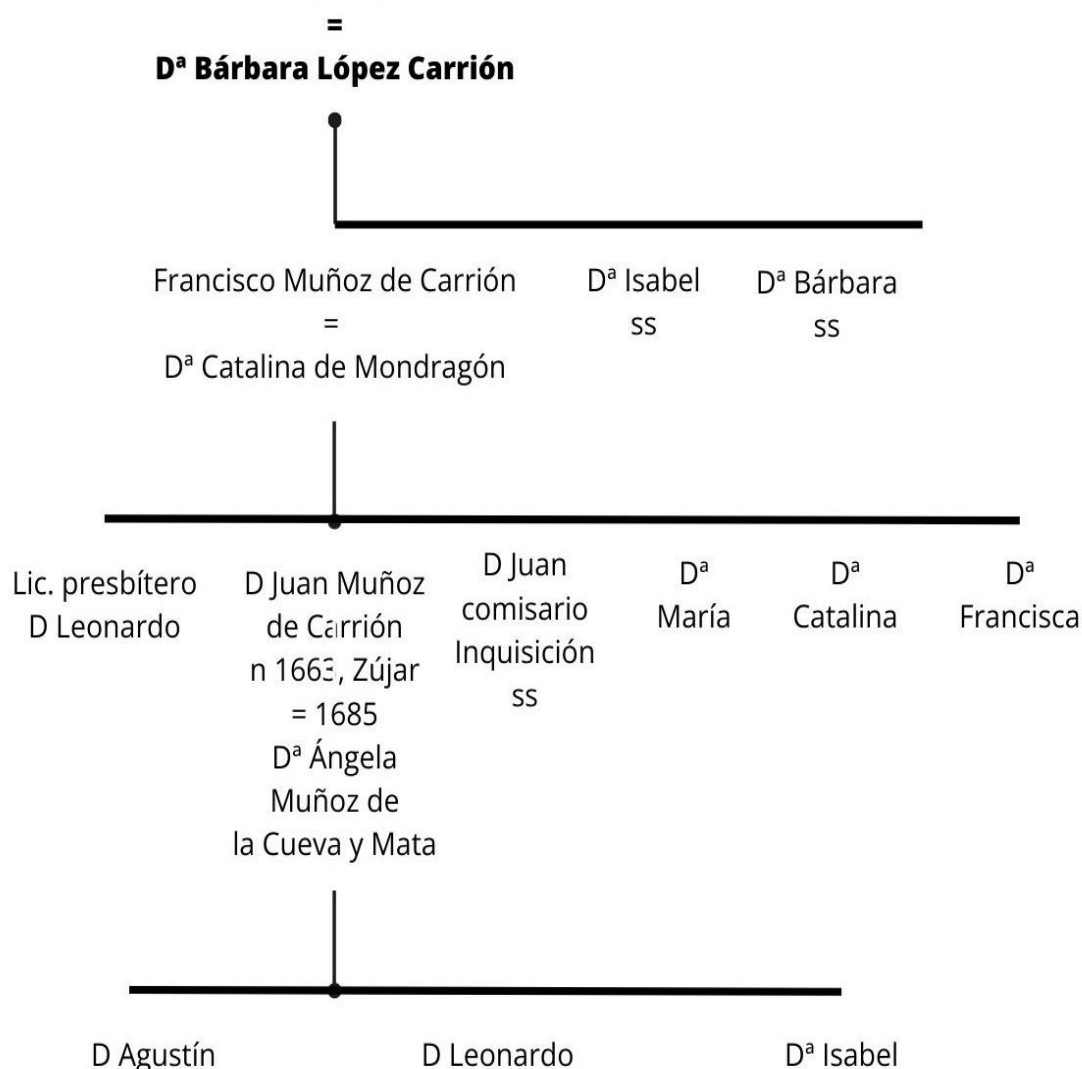 =
Dª Bárbara López Carrión
Francisco Muñoz de Carrión
=
Dª Catalina de Mondragón
Dª Isabel
ss
Dª Bárbara
ss
Lic. presbítero
D Leonardo
D Juan Muñoz
de Carrión
n 1663, Zújar
= 1685
Dª Ángela
Muñoz de
la Cueva y Mata
D Juan
comisario
Inquisición
ss
Dª
María
Dª
Catalina
Dª
Francisca
D Agustín
D Leonardo
Dª Isabel